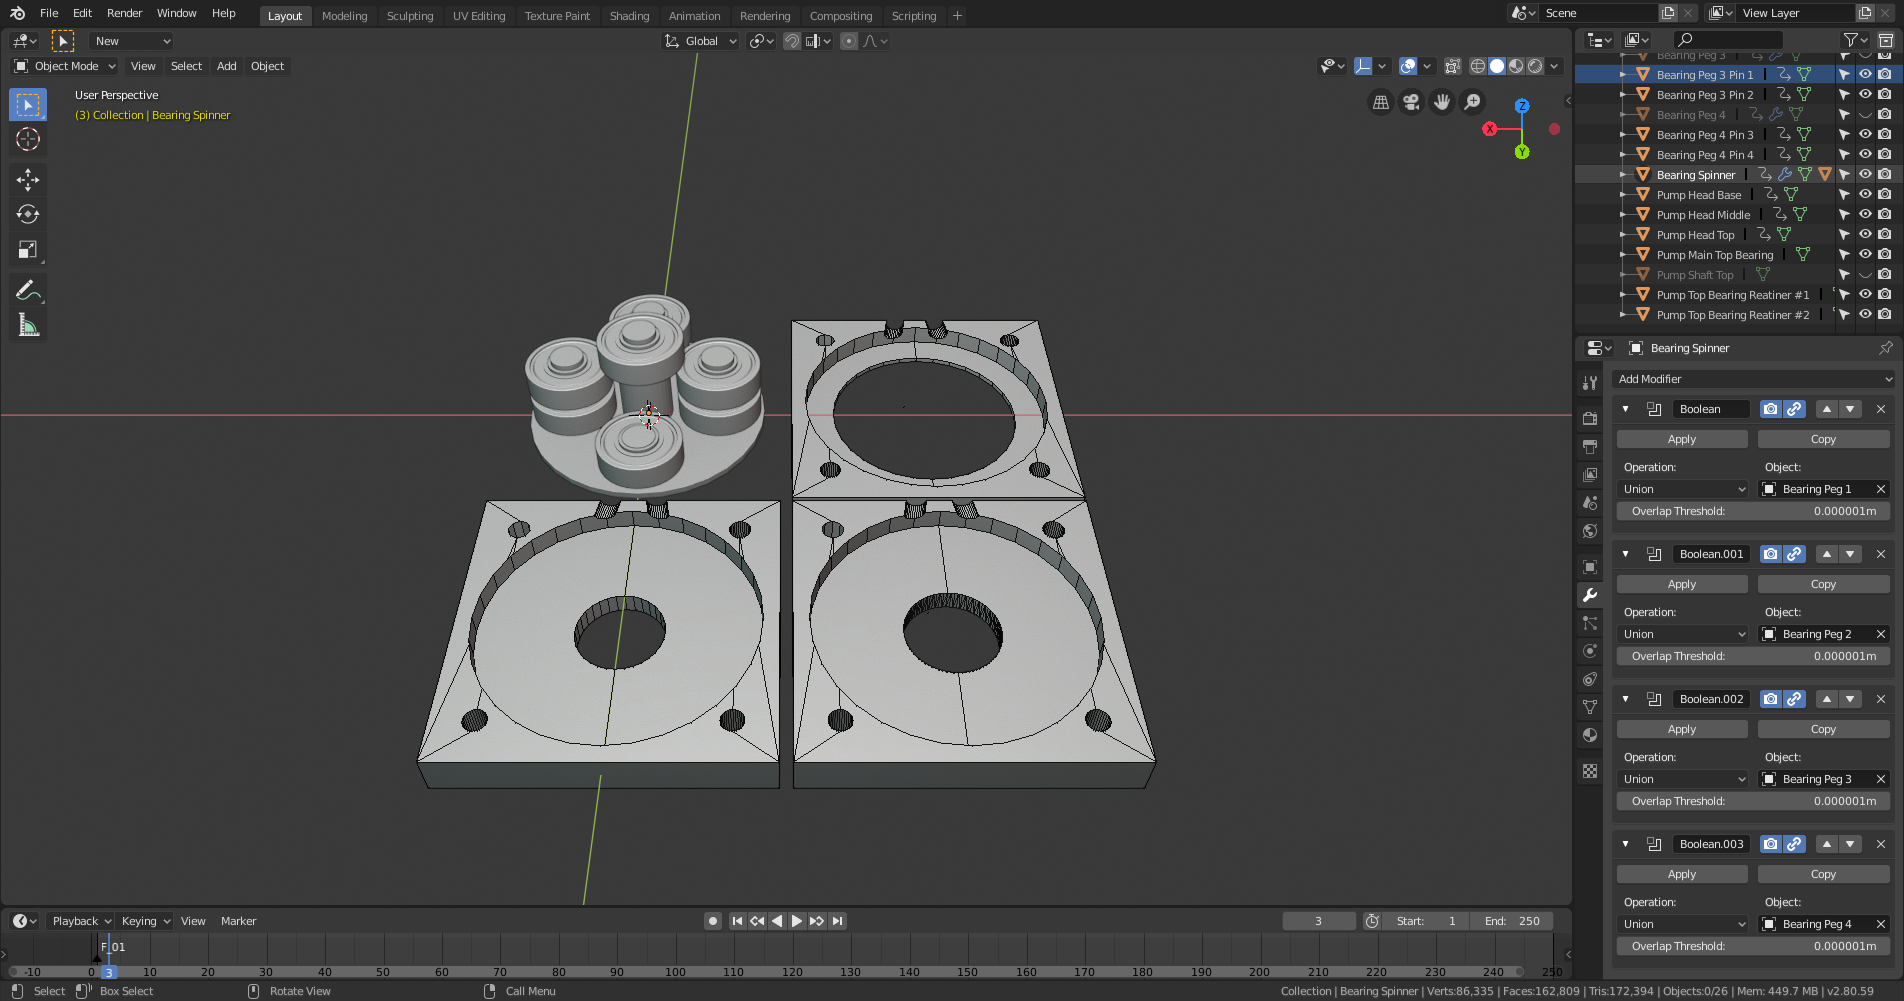 File Edit Render Window Help Layout Modeling Sculpting UV Editing Texture Paint Shading Animation Rendering Compositing Scripting + Scene View Layer
New Global
Object Mode View Select Add Object
User Perspective
(3) Collection | Bearing Spinner
Z
X
Y
Bearing Peg 3
Bearing Peg 3 Pin 1
Bearing Peg 3 Pin 2
Bearing Peg 4
Bearing Peg 4 Pin 3
Bearing Peg 4 Pin 4
Bearing Spinner
Pump Head Base
Pump Head Middle
Pump Head Top
Pump Main Top Bearing
Pump Shaft Top
Pump Top Bearing Reatiner #1
Pump Top Bearing Reatiner #2
Bearing Spinner
Add Modifier
Boolean
Apply Copy
Operation: Object:
Union Bearing Peg 1
Overlap Threshold: 0.000001m
Boolean.001
Apply Copy
Operation: Object:
Union Bearing Peg 2
Overlap Threshold: 0.000001m
Boolean.002
Apply Copy
Operation: Object:
Union Bearing Peg 3
Overlap Threshold: 0.000001m
Boolean.003
Apply Copy
Operation: Object:
Union Bearing Peg 4
Overlap Threshold: 0.000001m
Playback Keying View Marker 3 Start: 1 End: 250
F_01
-10 0 3 10 20 30 40 50 60 70 80 90 100 110 120 130 140 150 160 170 180 190 200 210 220 230 240 250
Select Box Select Rotate View Call Menu Collection | Bearing Spinner | Verts:86,335 | Faces:162,809 | Tris:172,394 | Objects:0/26 | Mem: 449.7 MB | v2.80.59